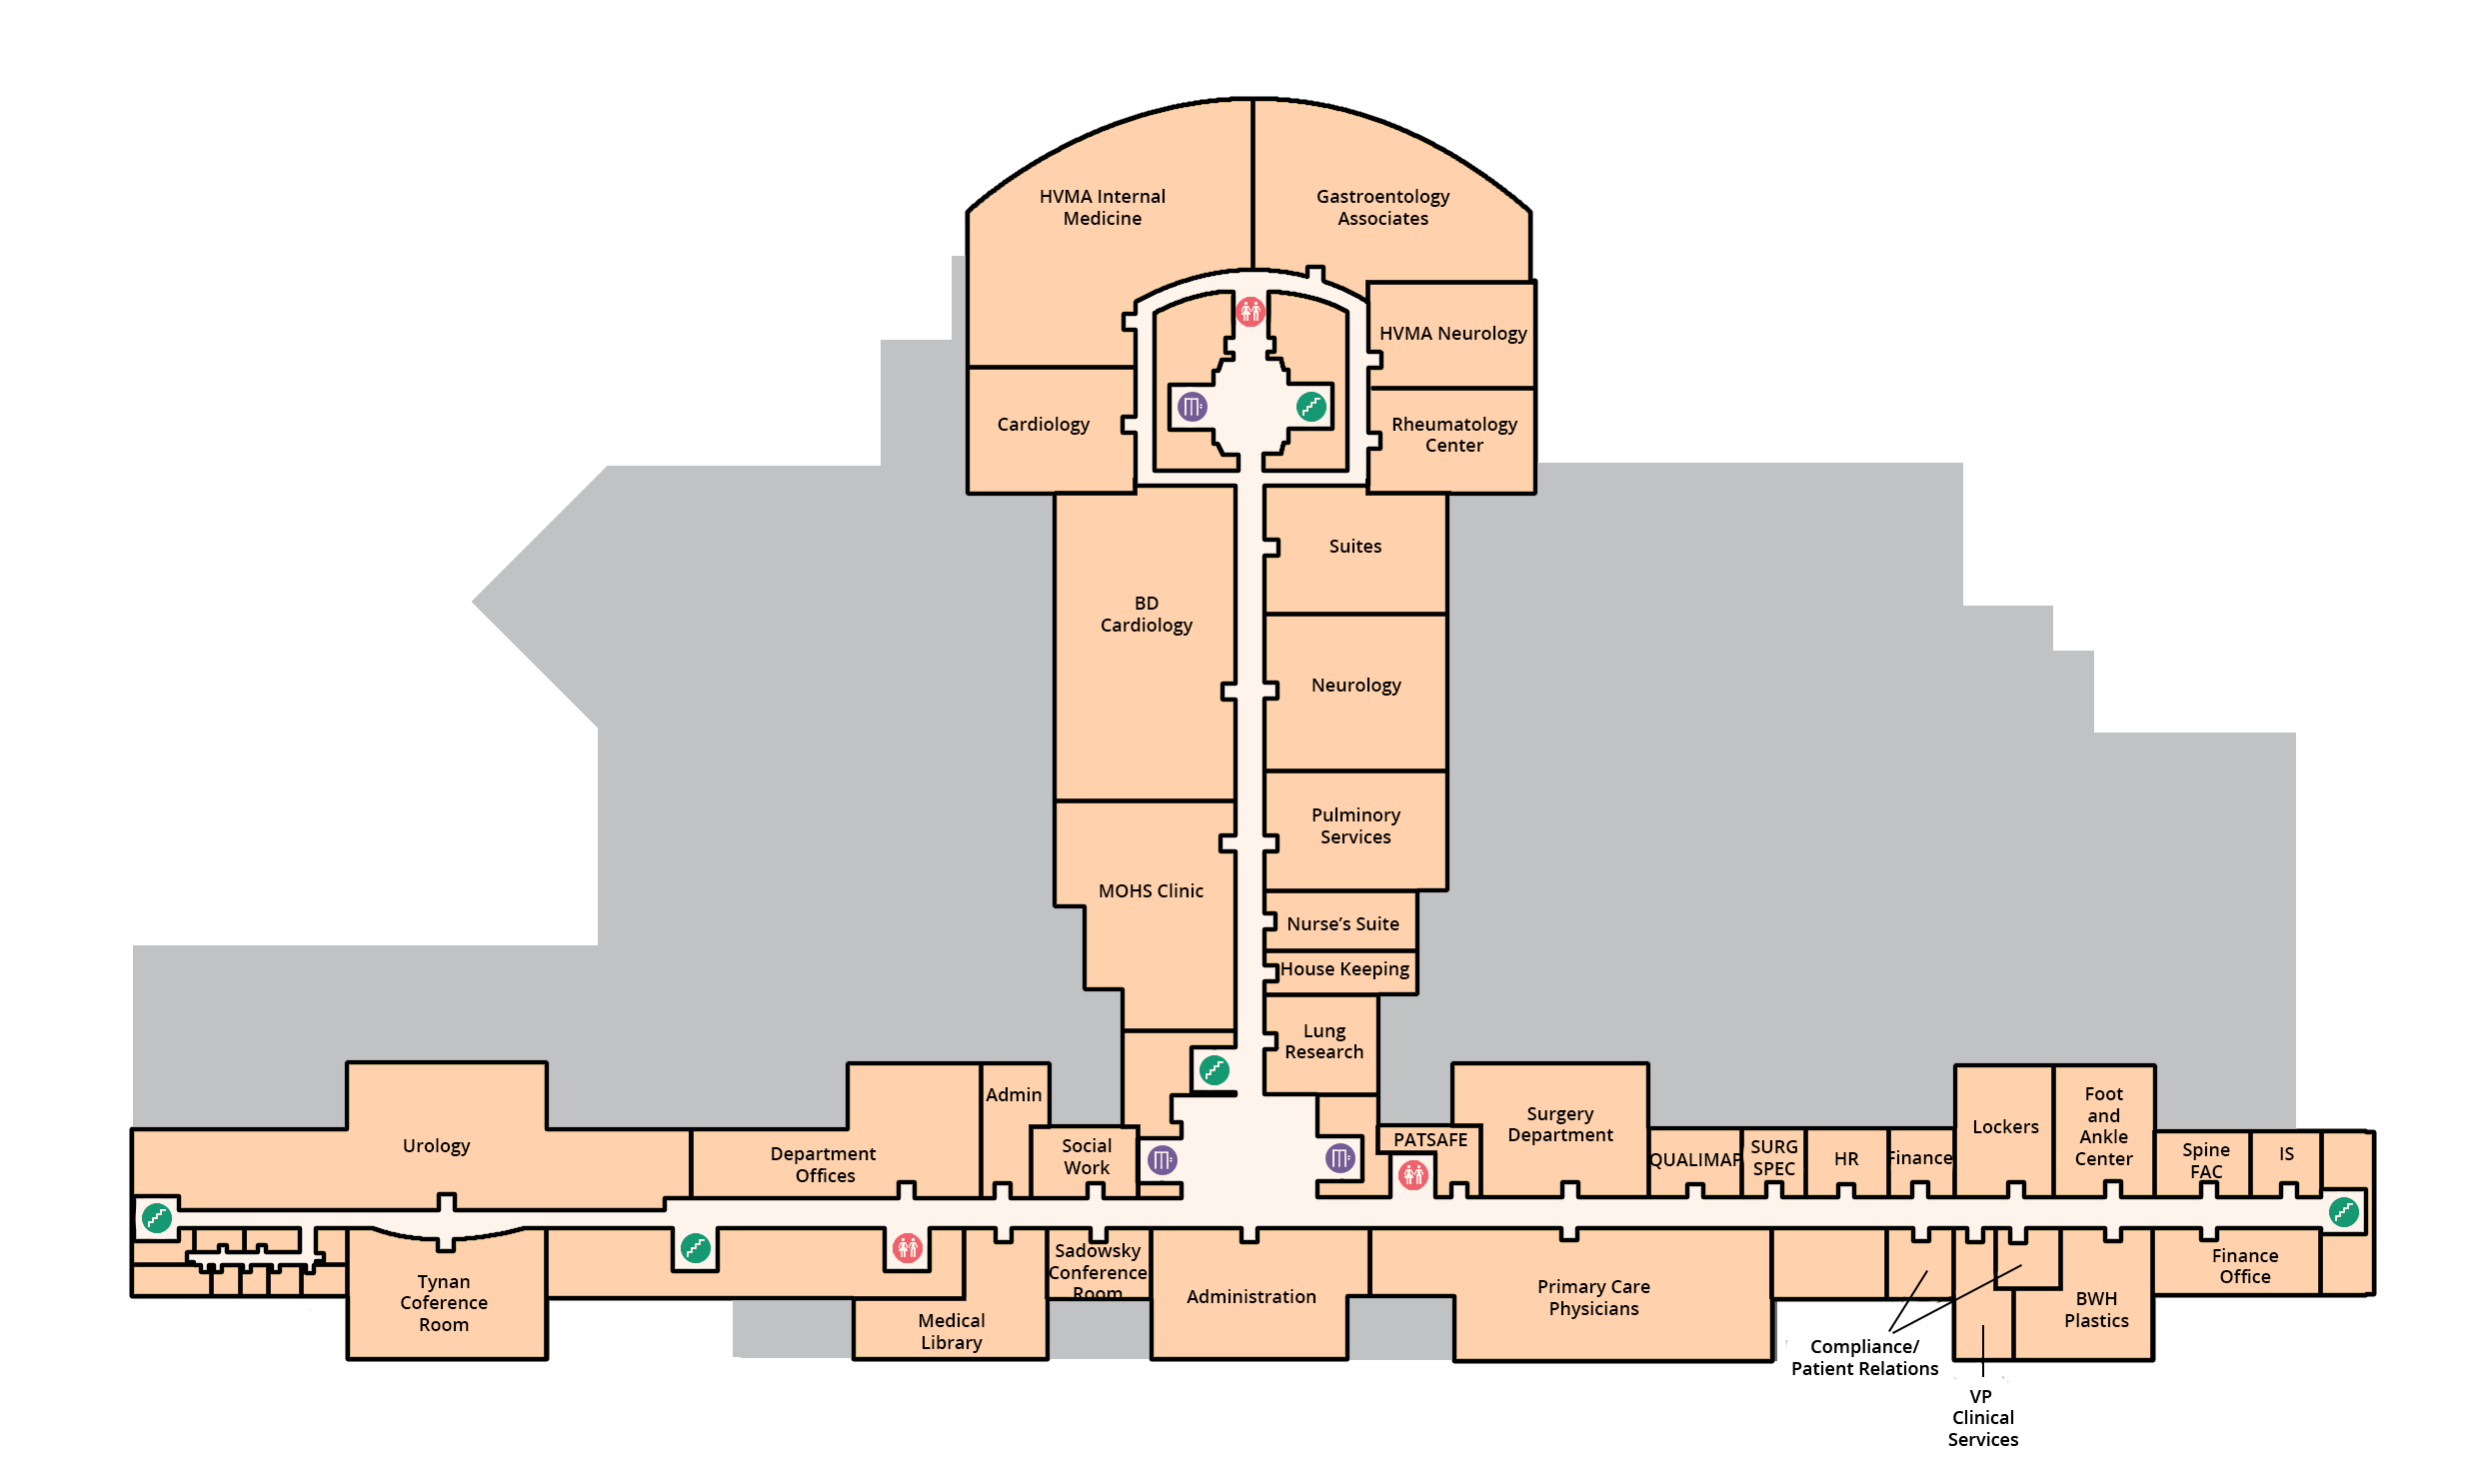 HVMA Internal
Medicine
Gastroentology
Associates
HVMA Neurology
Cardiology
Rheumatology
Center
Suites
BD
Cardiology
Neurology
Pulminory
Services
MOHS Clinic
Nurse’s Suite
House Keeping
Lung
Research
Admin
Urology
Department
Offices
Social
Work
PATSAFE
Surgery
Department
QUALIMAP
SURG
SPEC
HR
Finance
Lockers
Foot
and
Ankle
Center
Spine
FAC
IS
Tynan
Coference
Room
Medical
Library
Sadowsky
Conference
Room
Administration
Primary Care
Physicians
Compliance/
Patient Relations
VP
Clinical
Services
BWH
Plastics
Finance
Office